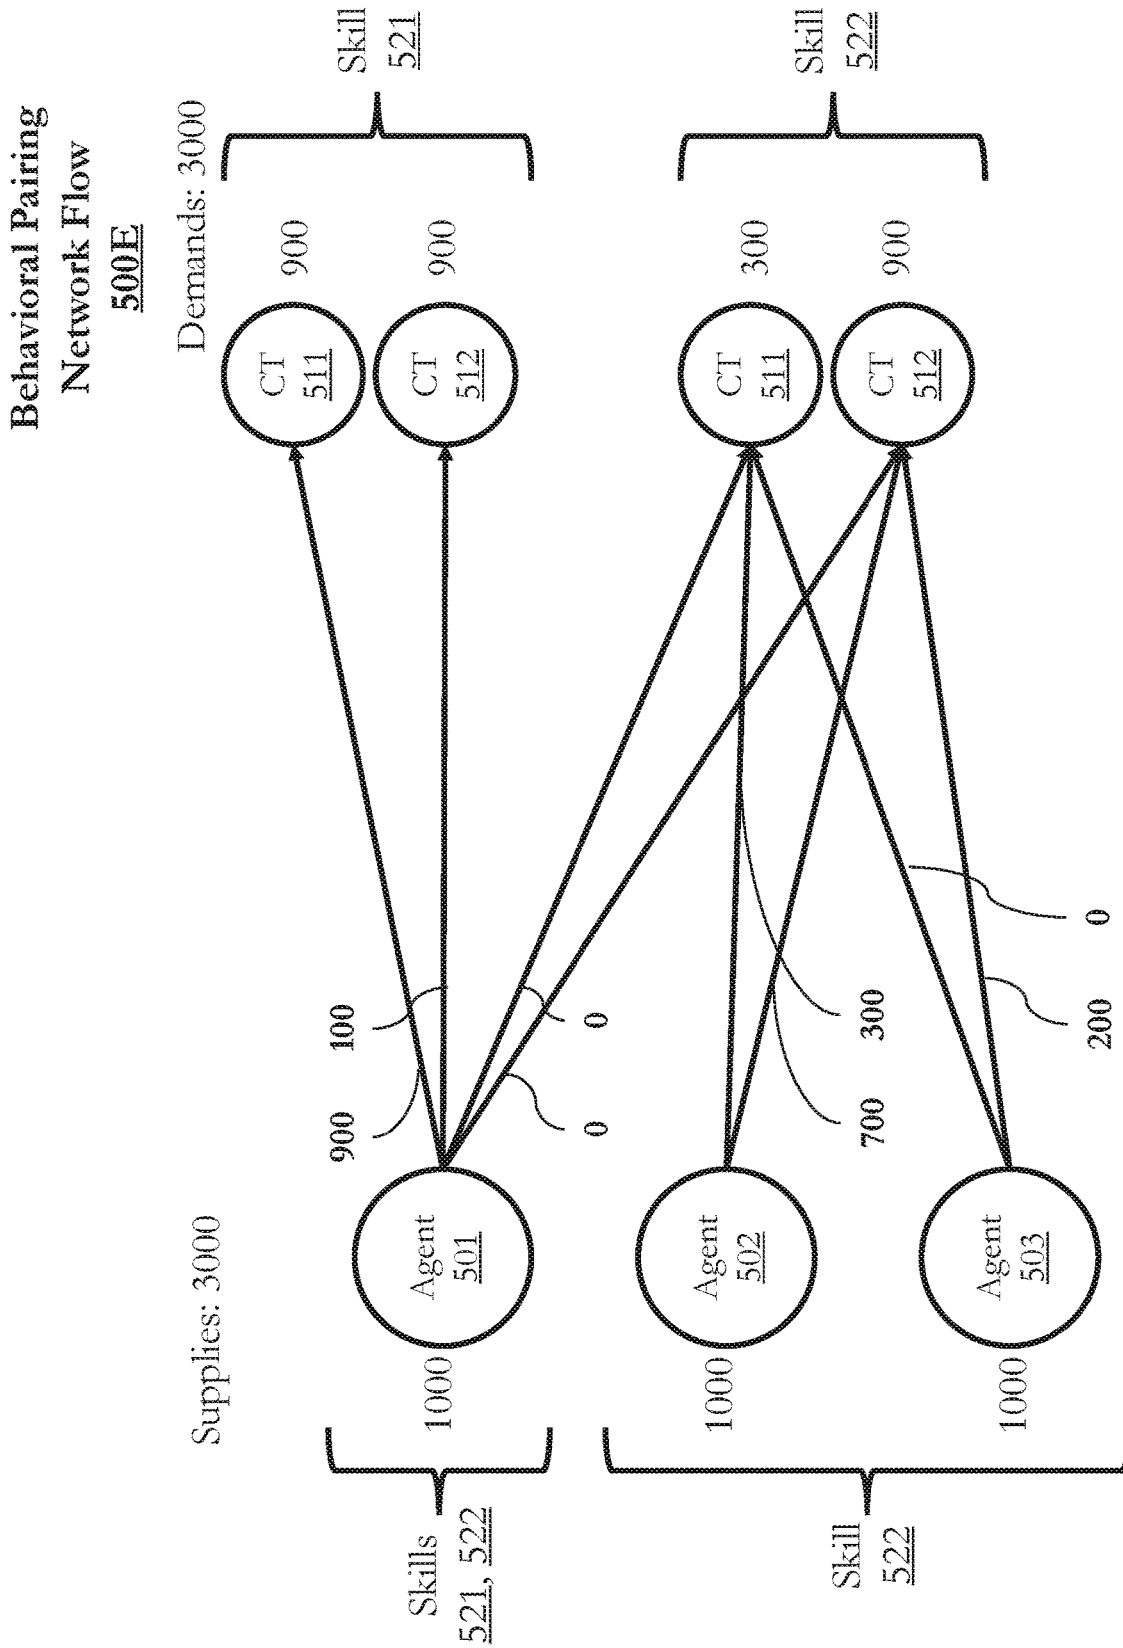 Behavioral Pairing
Network Flow
500E
Supplies: 3000
Demands: 3000
Skills
521, 522
1000
Agent
501
900
100
0
0
CT
511
900
CT
512
900
Skill
521
Skill
522
1000
Agent
502
700
300
1000
Agent
503
200
0
CT
511
300
CT
512
900
Skill
522